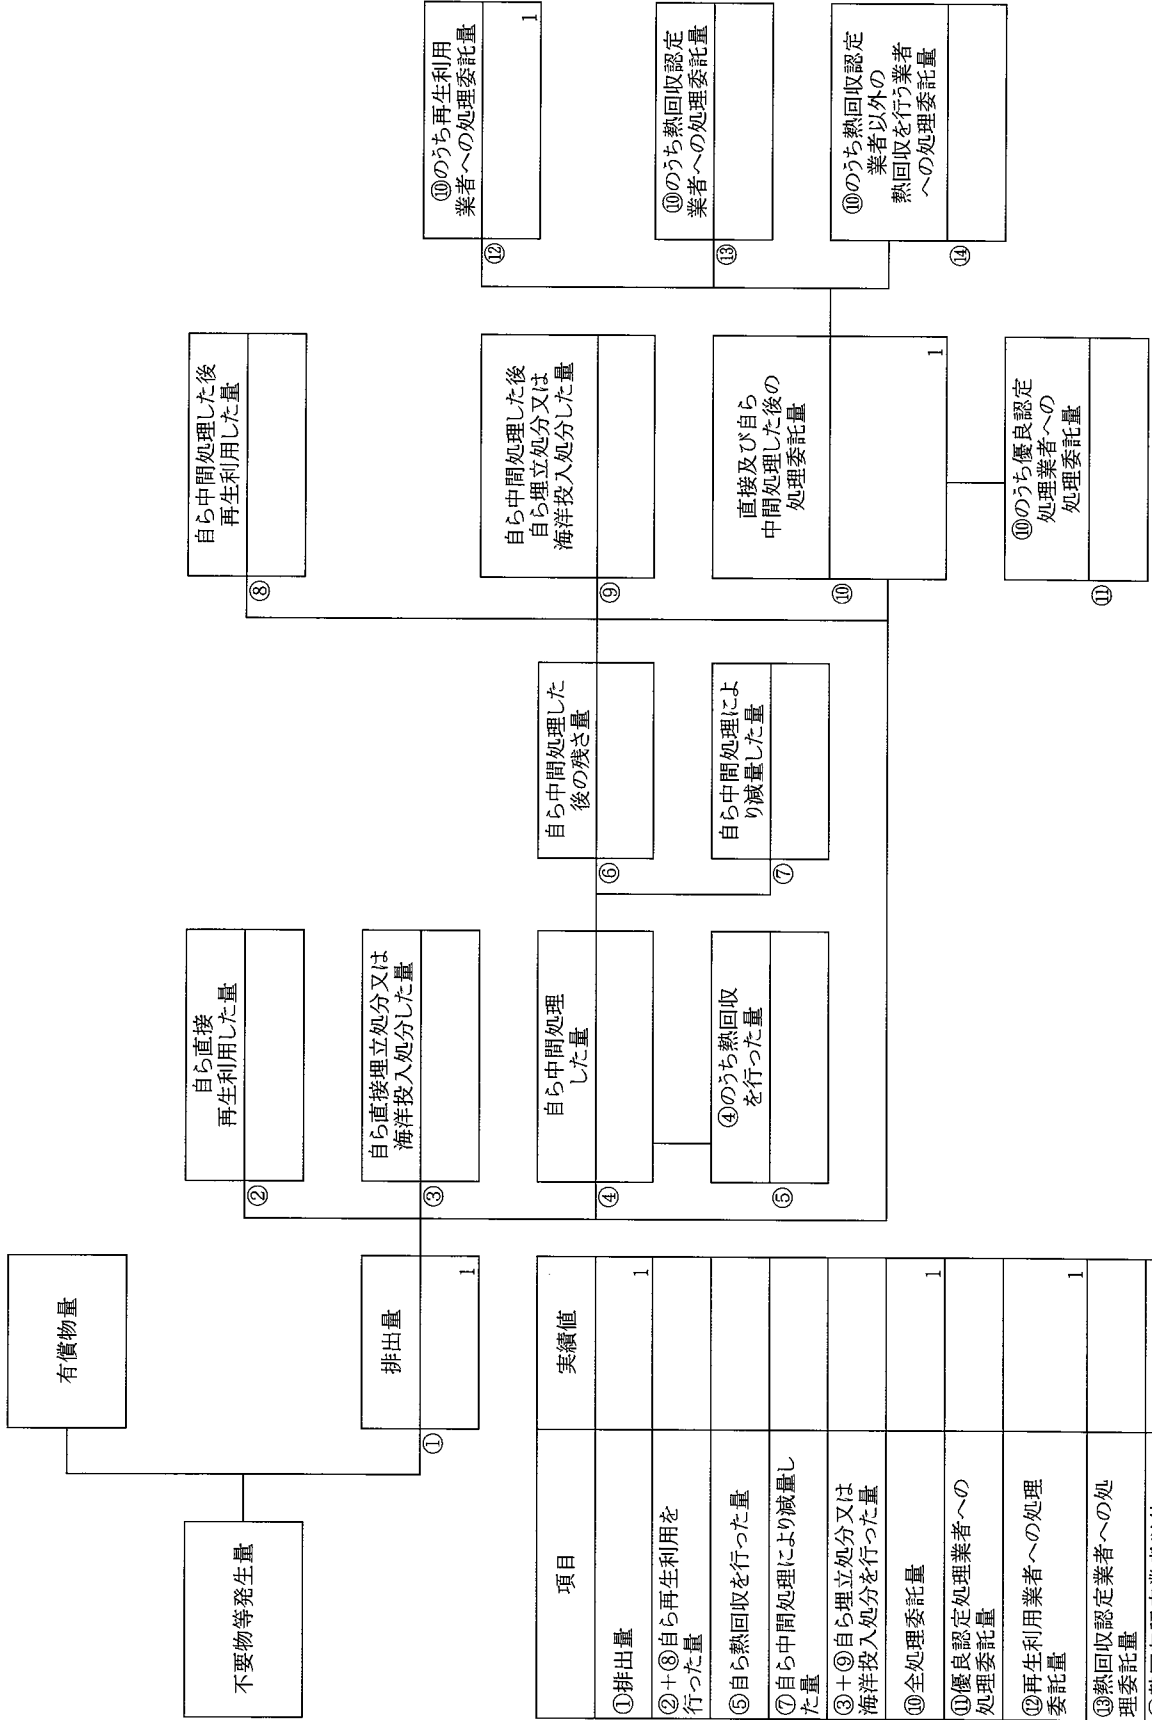 不要物等発生量
有償物量
①
排出量
1
②
自ら直接
再生利用した量
③
自ら直接埋立処分又は
海洋投入処分した量
④
自ら中間処理
した量
⑤
④のうち熱回収
を行った量
⑥
自ら中間処理した
後の残さ量
⑦
自ら中間処理によ
り減量した量
⑧
自ら中間処理した後
再生利用した量
⑨
自ら中間処理した後
自ら埋立処分又は
海洋投入処分した量
⑩
直接及び自ら
中間処理した後の
処理委託量
1
⑪
⑩のうち優良認定
処理業者への
処理委託量
⑫
⑩のうち再生利用
業者への処理委託量
1
⑬
⑩のうち熱回収認定
業者への処理委託量
⑭
⑩のうち熱回収認定
業者以外の
熱回収を行う業者
への処理委託量
項目 実績値
①排出量 1
②+⑧自ら再生利用を
行った量
⑤自ら熱回収を行った量
⑦自ら中間処理により減量し
た量
③+⑨自ら埋立処分又は
海洋投入処分を行った量
⑩全処理委託量 1
⑪優良認定処理業者への
処理委託量
⑫再生利用業者への処理
委託量 1
⑬熱回収認定業者への処
理委託量